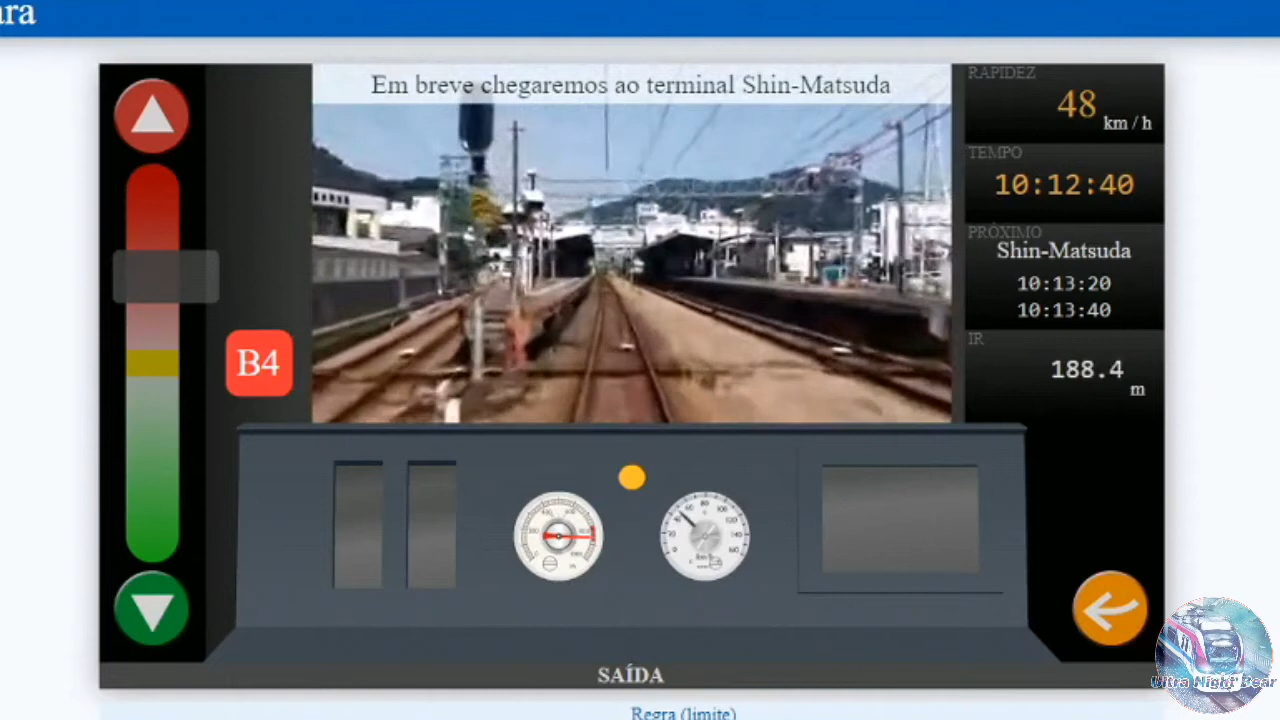 ara
Em breve chegaremos ao terminal Shin-Matsuda
RAPIDEZ
48
km / h
TEMPO
10:12:40
PRÓXIMO
Shin-Matsuda
10:13:20
10:13:40
IR
188.4
m
B4
SAÍDA
Regra (limite)
Ultra Night Bear